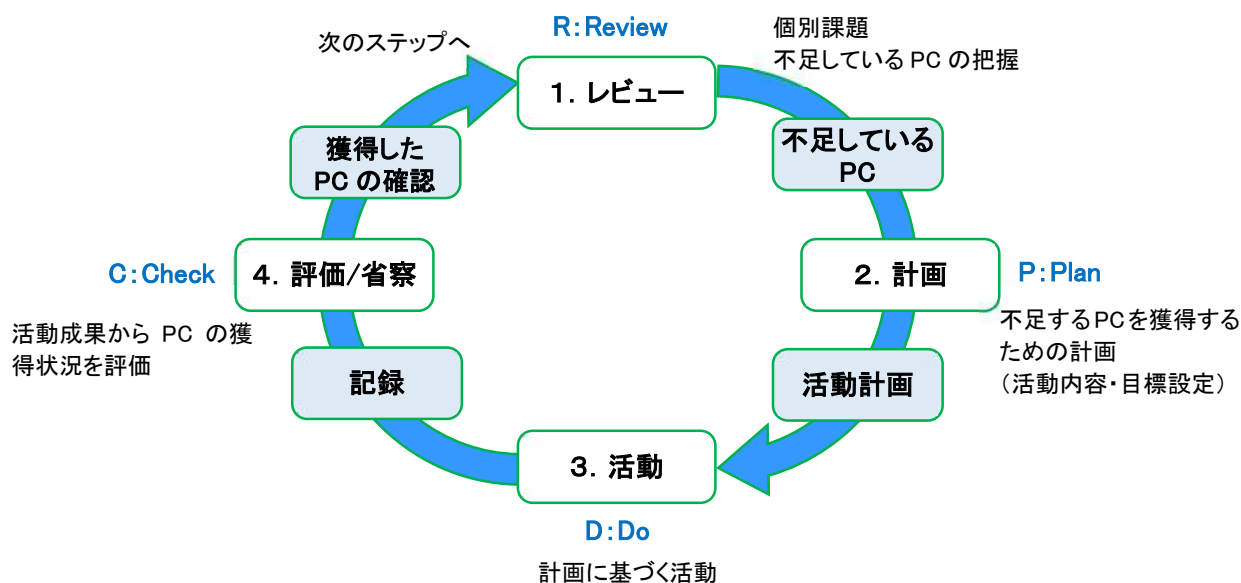 R:Review
次のステップへ
個別課題
不足している PC の把握
1. レビュー
獲得した
PC の確認
不足している
PC
C:Check
4. 評価/省察
2. 計画
P:Plan
活動成果から PC の獲
得状況を評価
不足するPCを獲得する
ための計画
(活動内容・目標設定)
記録
活動計画
3. 活動
D:Do
計画に基づく活動